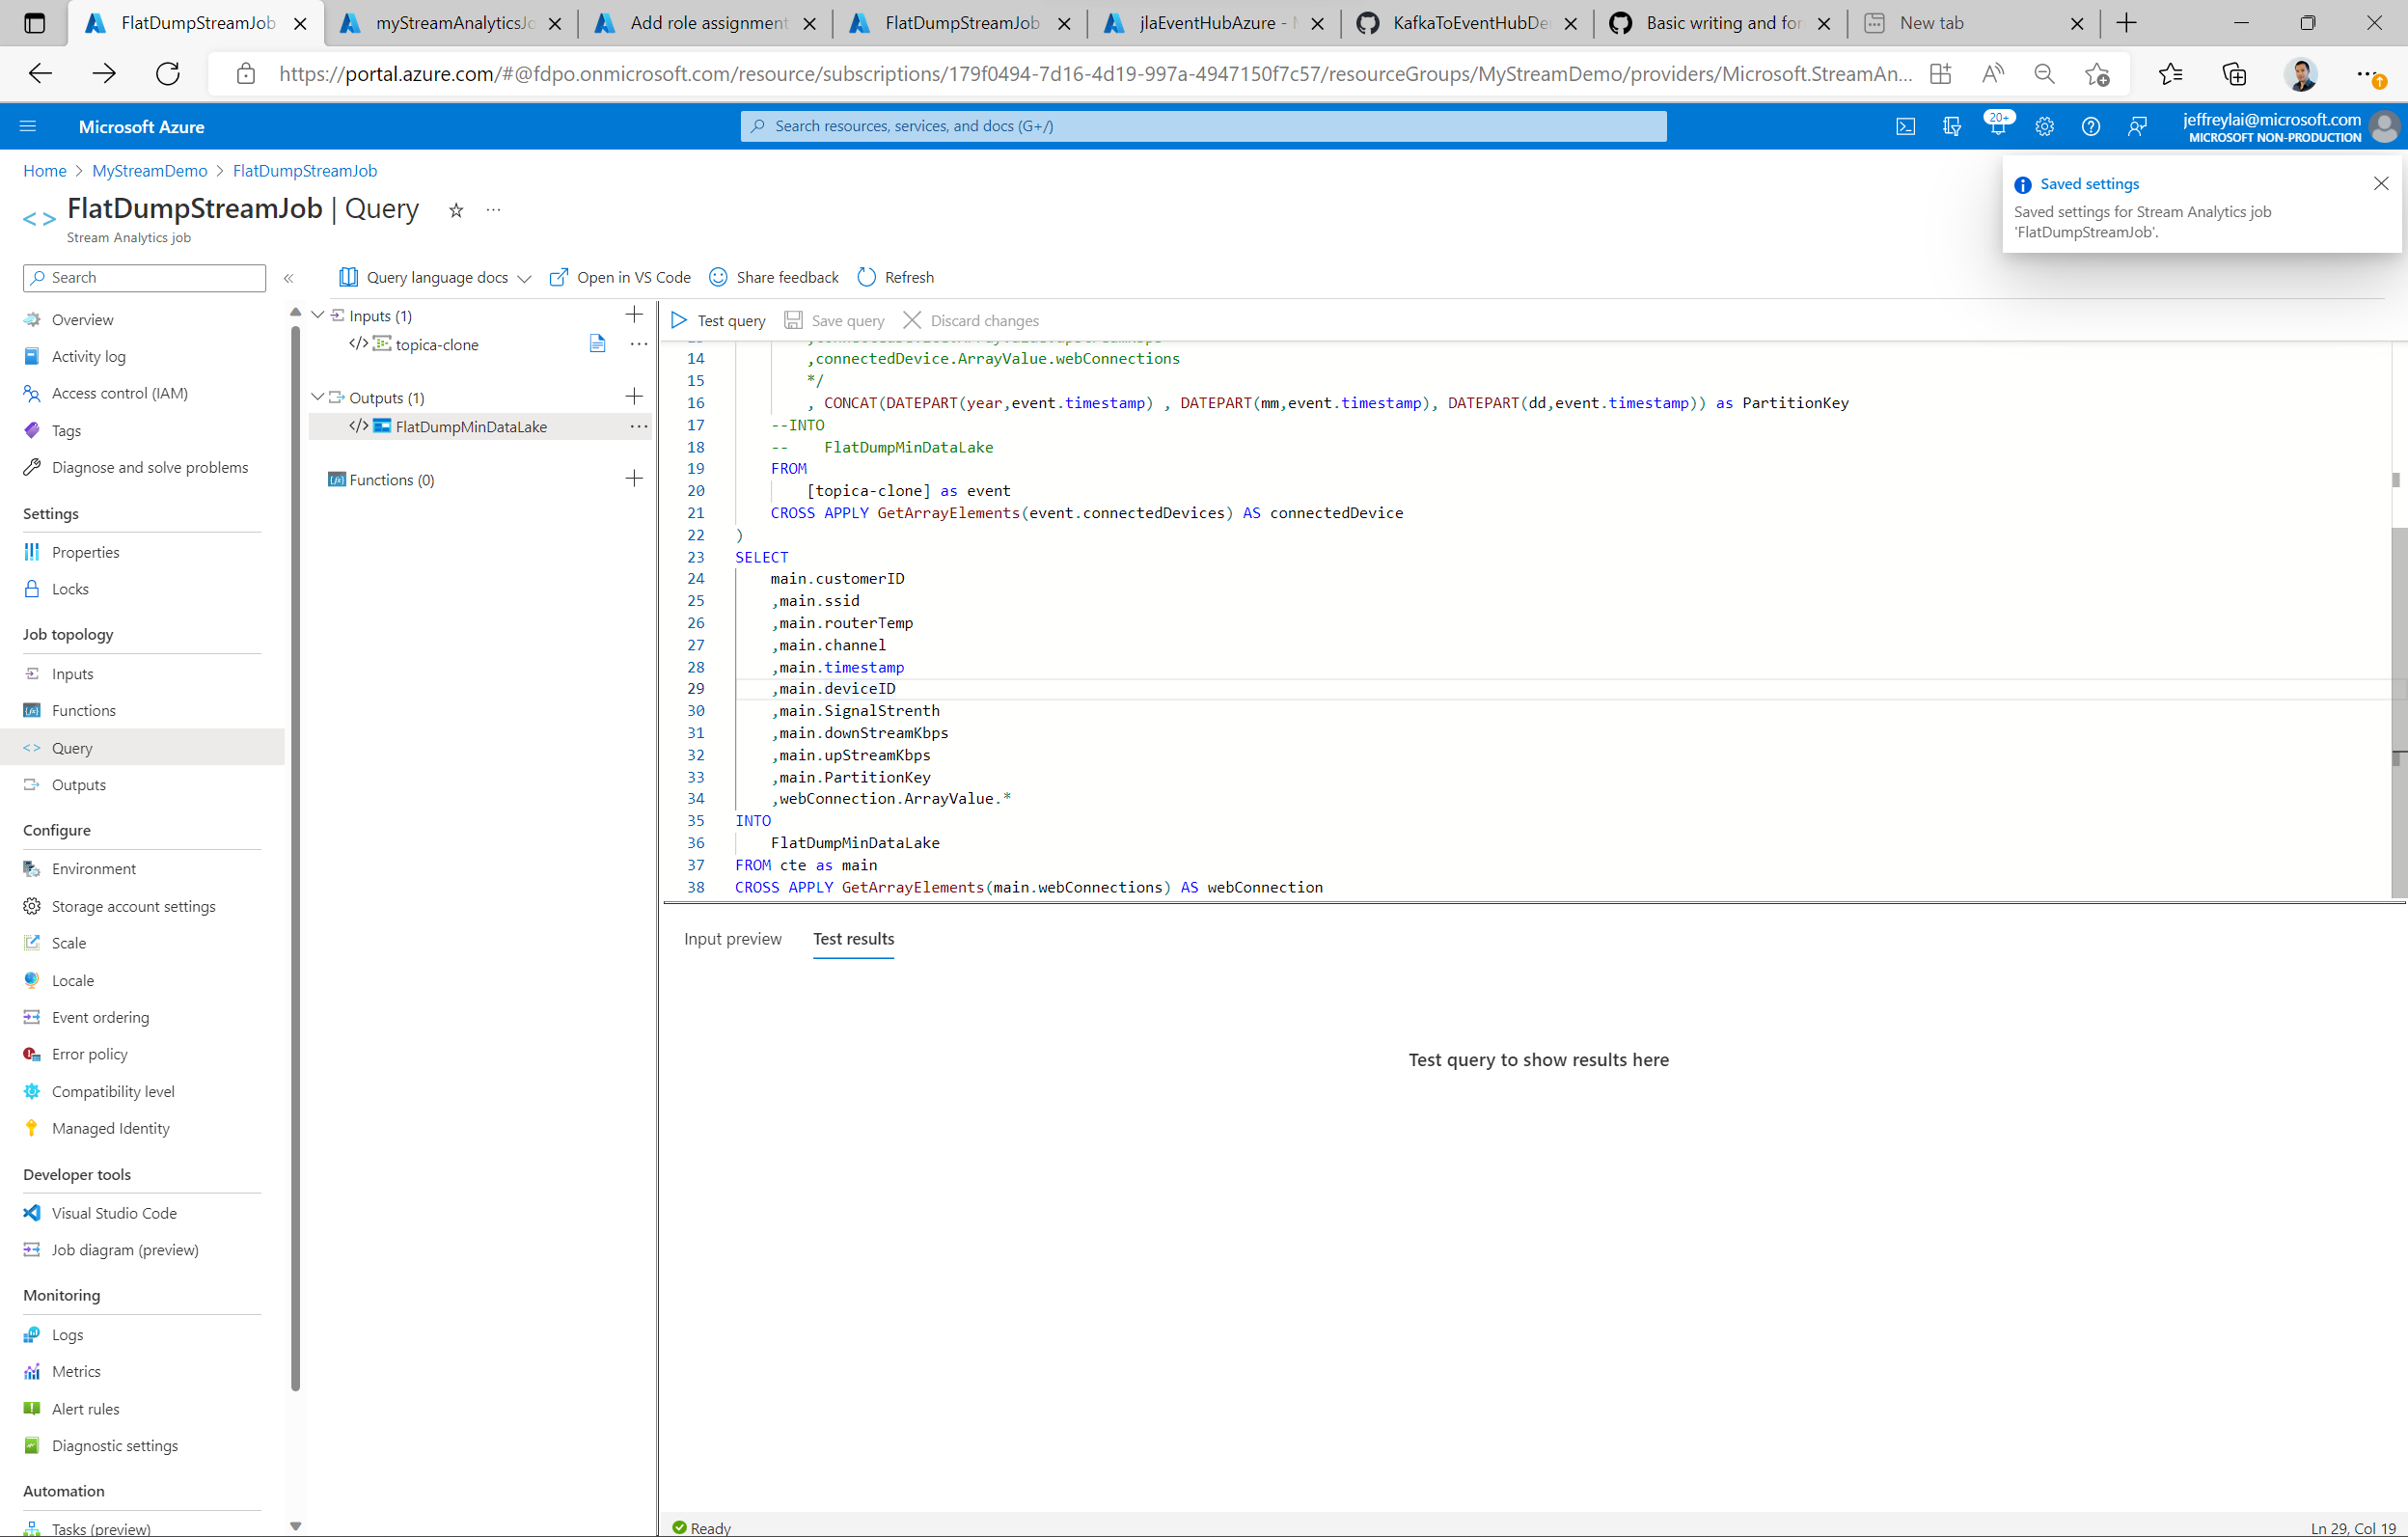 FlatDumpStreamJob
myStreamAnalyticsJo
Add role assignment
FlatDumpStreamJob
jlaEventHubAzure -
KafkaToEventHubDe
Basic writing and for
New tab
https://portal.azure.com/#@fdpo.onmicrosoft.com/resource/subscriptions/179f0494-7d16-4d19-997a-4947150f7c57/resourceGroups/MyStreamDemo/providers/Microsoft.StreamAn...
Microsoft Azure
Search resources, services, and docs (G+/)
20+
jeffreylai@microsoft.com
MICROSOFT NON-PRODUCTION
Home > MyStreamDemo > FlatDumpStreamJob
FlatDumpStreamJob | Query
Stream Analytics job
Saved settings
Saved settings for Stream Analytics job
'FlatDumpStreamJob'.
Search
Overview
Activity log
Access control (IAM)
Tags
Diagnose and solve problems
Settings
Properties
Locks
Job topology
Inputs
Functions
Query
Outputs
Configure
Environment
Storage account settings
Scale
Locale
Event ordering
Error policy
Compatibility level
Managed Identity
Developer tools
Visual Studio Code
Job diagram (preview)
Monitoring
Logs
Metrics
Alert rules
Diagnostic settings
Automation
Tasks (preview)
Query language docs
Open in VS Code
Share feedback
Refresh
Inputs (1)
topica-clone
Outputs (1)
FlatDumpMinDataLake
Functions (0)
Test query
Save query
Discard changes
14 ,connectedDevice.ArrayValue.webConnections
15 */
16 , CONCAT(DATEPART(year,event.timestamp) , DATEPART(mm,event.timestamp), DATEPART(dd,event.timestamp)) as PartitionKey
17 --INTO
18 -- FlatDumpMinDataLake
19 FROM
20 [topica-clone] as event
21 CROSS APPLY GetArrayElements(event.connectedDevices) AS connectedDevice
22 )
23 SELECT
24 main.customerID
25 ,main.ssid
26 ,main.routerTemp
27 ,main.channel
28 ,main.timestamp
29 ,main.deviceID
30 ,main.SignalStrenth
31 ,main.downStreamKbps
32 ,main.upStreamKbps
33 ,main.PartitionKey
34 ,webConnection.ArrayValue.*
35 INTO
36 FlatDumpMinDataLake
37 FROM cte as main
38 CROSS APPLY GetArrayElements(main.webConnections) AS webConnection
Input preview
Test results
Test query to show results here
Ready
Ln 29, Col 19